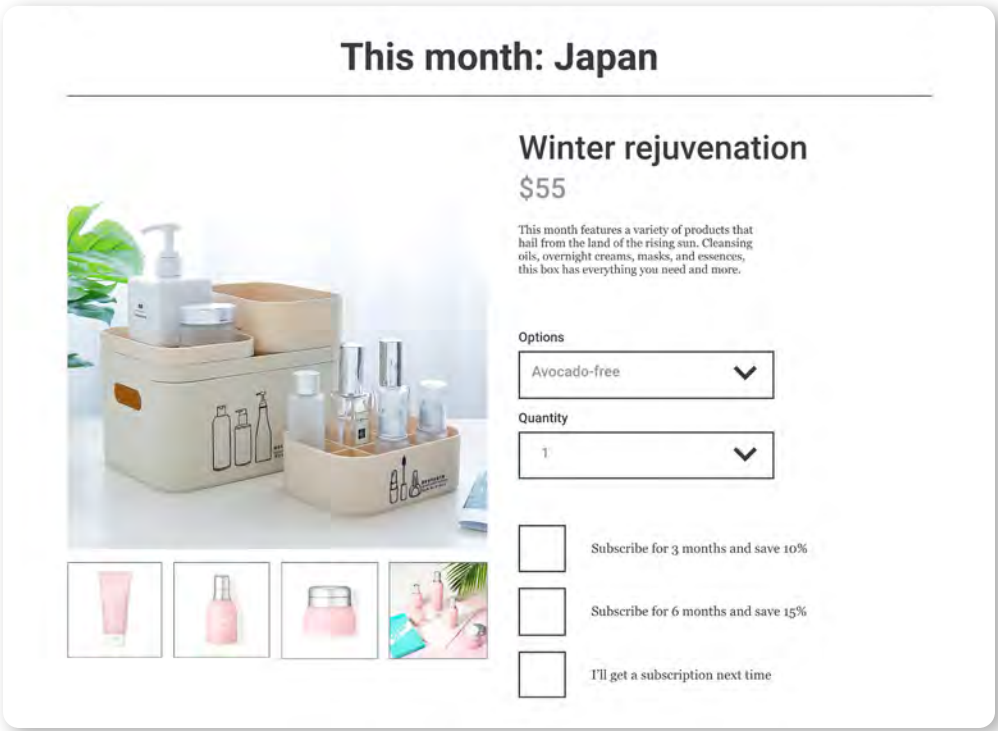 This month: Japan
Winter rejuvenation
$55
This month features a variety of products that
hail from the land of the rising sun. Cleansing
oils, overnight creams, masks, and essences,
this box has everything you need and more.
Options
Avocado-free
Quantity
1
Subscribe for 3 months and save 10%
Subscribe for 6 months and save 15%
I'll get a subscription next time